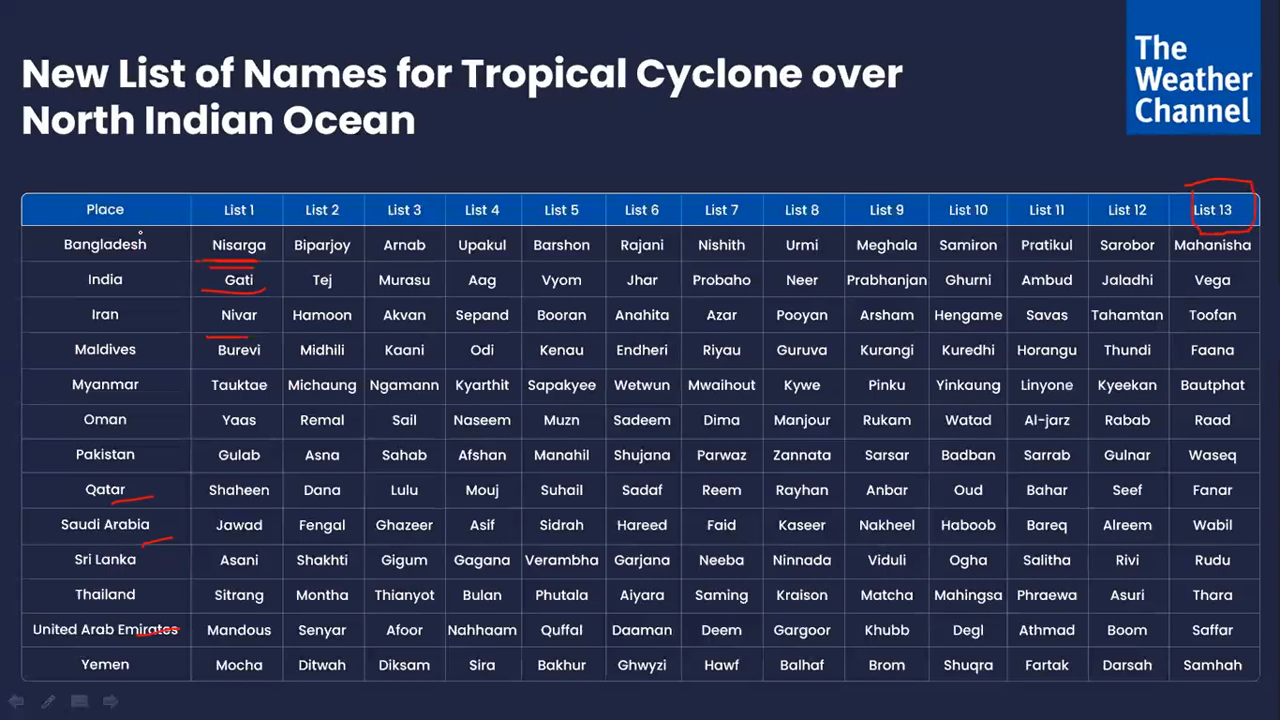 New List of Names for Tropical Cyclone over
North Indian Ocean
The
Weather
Channel
Place List 1 List 2 List 3 List 4 List 5 List 6 List 7 List 8 List 9 List 10 List 11 List 12 List 13
Bangladesh Nisarga Biparjoy Arnab Upakul Barshon Rajani Nishith Urmi Meghala Samiron Pratikul Sarobor Mahanisha
India Gati Tej Murasu Aag Vyom Jhar Probaho Neer Prabhanjan Ghurni Ambud Jaladhi Vega
Iran Nivar Hamoon Akvan Sepand Booran Anahita Azar Pooyan Arsham Hengame Savas Tahamtan Toofan
Maldives Burevi Midhili Kaani Odi Kenau Endheri Riyau Guruva Kurangi Kuredhi Horangu Thundi Faana
Myanmar Tauktae Michaung Ngamann Kyarthit Sapakyee Wetwun Mwaihout Kywe Pinku Yinkaung Linyone Kyeekan Bautphat
Oman Yaas Remal Sail Naseem Muzn Sadeem Dima Manjour Rukam Watad Al-jarz Rabab Raad
Pakistan Gulab Asna Sahab Afshan Manahil Shujana Parwaz Zannata Sarsar Badban Sarrab Gulnar Waseq
Qatar Shaheen Dana Lulu Mouj Suhail Sadaf Reem Rayhan Anbar Oud Bahar Seef Fanar
Saudi Arabia Jawad Fengal Ghazeer Asif Sidrah Hareed Faid Kaseer Nakheel Haboob Bareq Alreem Wabil
Sri Lanka Asani Shakhti Gigum Gagana Verambha Garjana Neeba Ninnada Viduli Ogha Salitha Rivi Rudu
Thailand Sitrang Montha Thianyot Bulan Phutala Aiyara Saming Kraison Matcha Mahingsa Phraewa Asuri Thara
United Arab Emirates Mandous Senyar Afoor Nahhaam Quffal Daaman Deem Gargoor Khubb Degl Athmad Boom Saffar
Yemen Mocha Ditwah Diksam Sira Bakhur Ghwyzi Hawf Balhaf Brom Shuqra Fartak Darsah Samhah